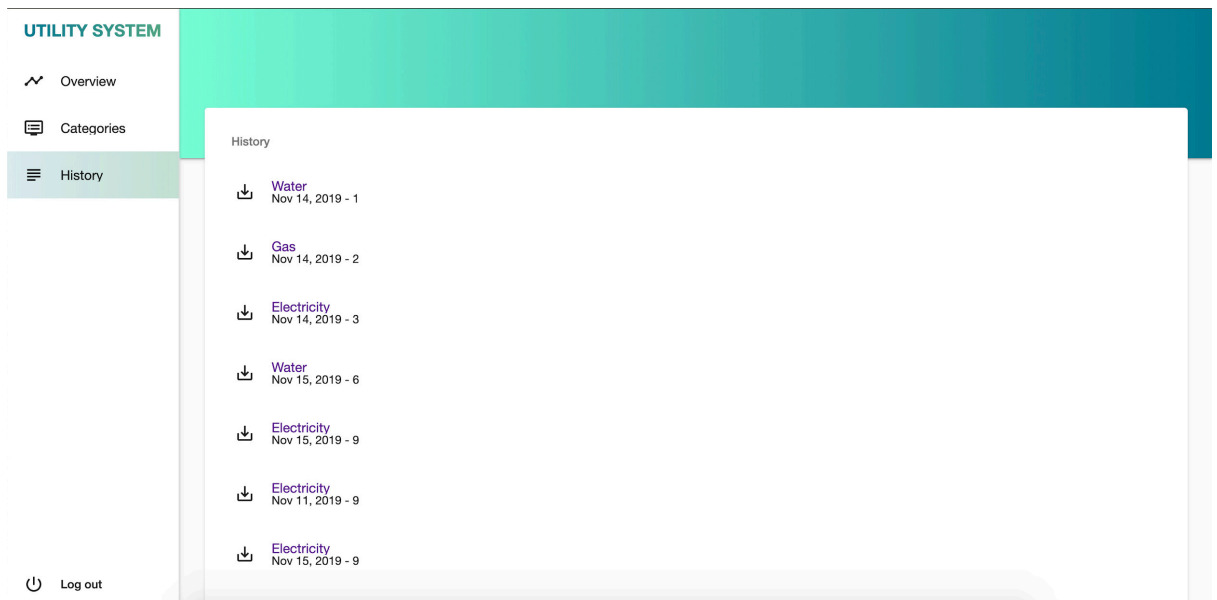 UTILITY SYSTEM
Overview
Categories
History
Log out
History
Water
Nov 14, 2019 - 1
Gas
Nov 14, 2019 - 2
Electricity
Nov 14, 2019 - 3
Water
Nov 15, 2019 - 6
Electricity
Nov 15, 2019 - 9
Electricity
Nov 11, 2019 - 9
Electricity
Nov 15, 2019 - 9